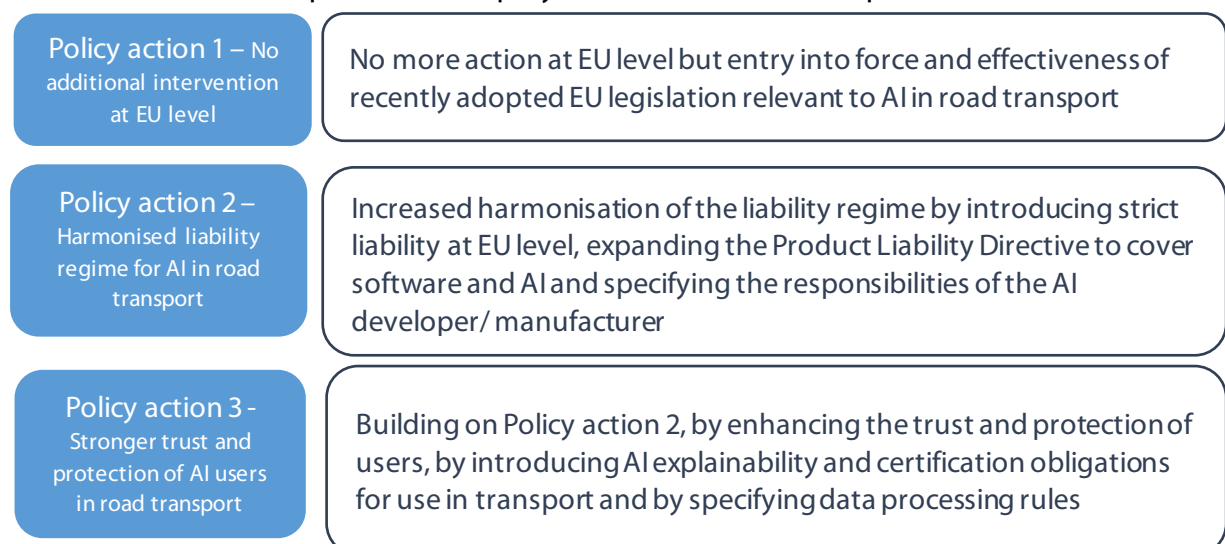 Policy action 1 – No
additional intervention
at EU level
No more action at EU level but entry into force and effectiveness of
recently adopted EU legislation relevant to AI in road transport
Policy action 2 –
Harmonised liability
regime for AI in road
transport
Increased harmonisation of the liability regime by introducing strict
liability at EU level, expanding the Product Liability Directive to cover
software and AI and specifying the responsibilities of the AI
developer/ manufacturer
Policy action 3 -
Stronger trust and
protection of AI users
in road transport
Building on Policy action 2, by enhancing the trust and protection of
users, by introducing AI explainability and certification obligations
for use in transport and by specifying data processing rules